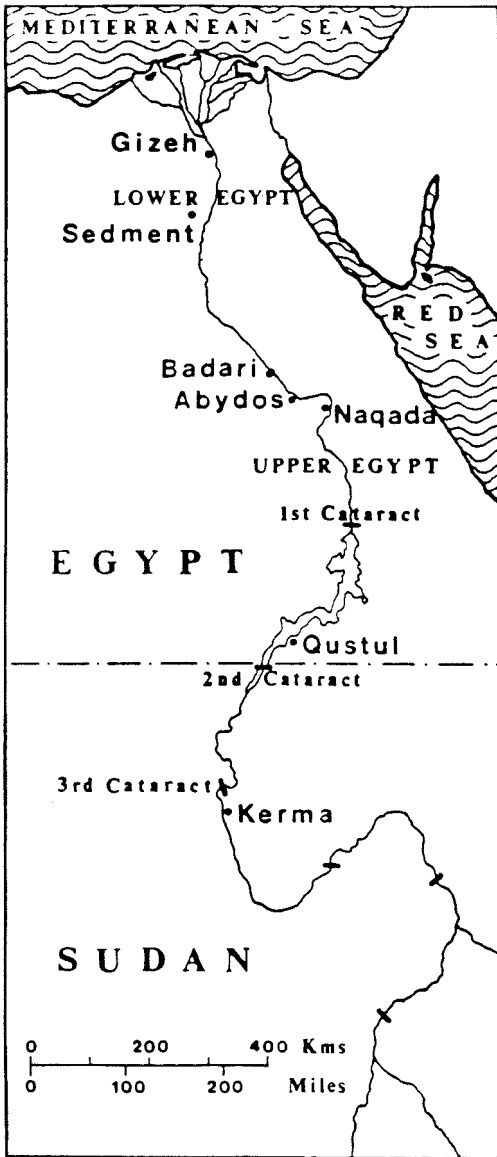 MEDITERRANEAN SEA
Gizeh
LOWER EGYPT
Sedment
RED
SEA
Badari
Abydos
Naqada
UPPER EGYPT
1st Cataract
EGYPT
Qustul
2nd Cataract
3rd Cataract
Kerma
SUDAN
0 200 400 Kms
0 100 200 Miles